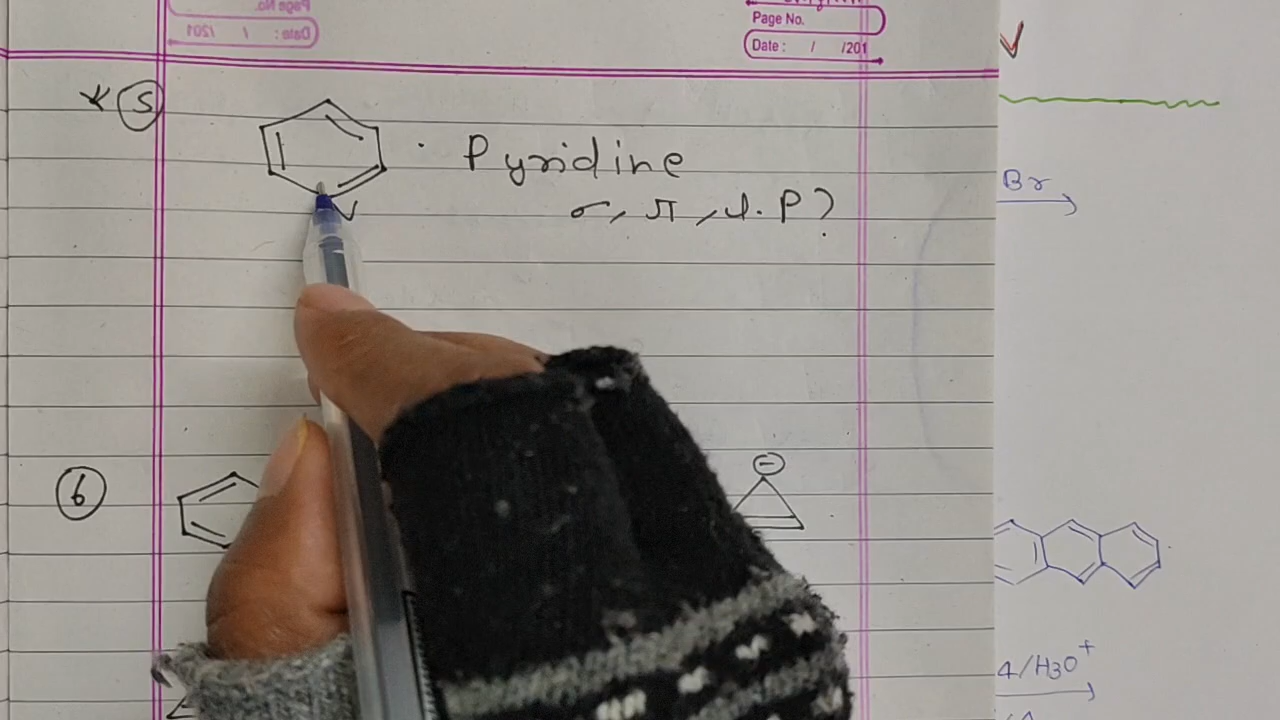 Page No.
Date : / /201
Page No.
Date : / /201
* 5
Pyridine
N
σ, π, l.P?
Br
6
⊖
4/H3O+